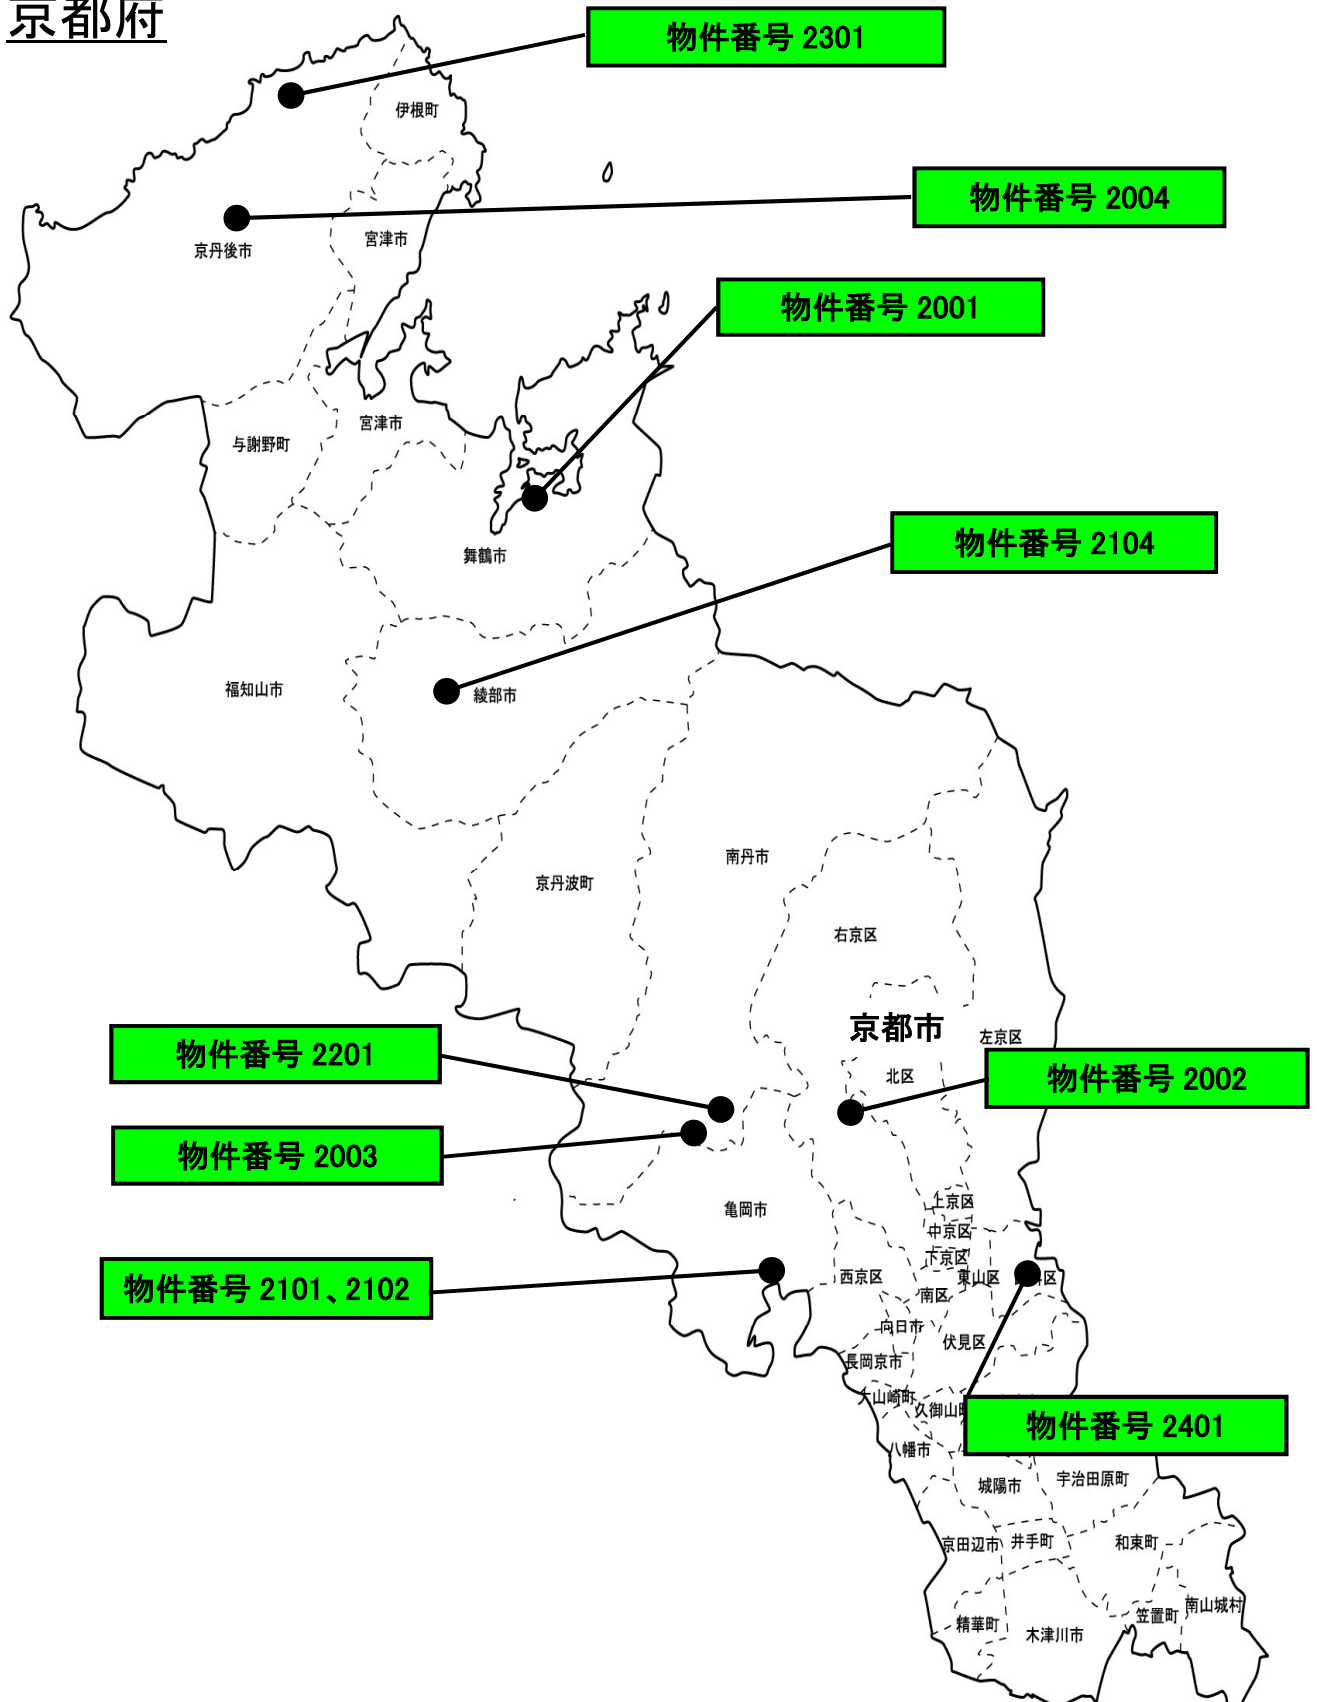 京都府
物件番号 2301
伊根町
物件番号 2004
京丹後市
宮津市
物件番号 2001
宮津市
与謝野町
舞鶴市
物件番号 2104
福知山市
綾部市
南丹市
京丹波町
右京区
京都市
左京区
物件番号 2201
北区
物件番号 2002
物件番号 2003
亀岡市
上京区
中京区
下京区
物件番号 2101、2102
西京区
東山区
区
南区
向日市
伏見区
長岡京市
大山崎町
久御山町
物件番号 2401
八幡市
城陽市
宇治田原町
京田辺市
井手町
和束町
精華町
木津川市
笠置町
南山城村